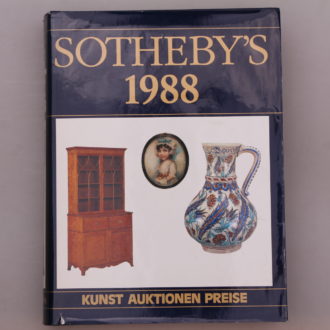 SOTHEBY'S
1988
KUNST AUKTIONEN PREISE